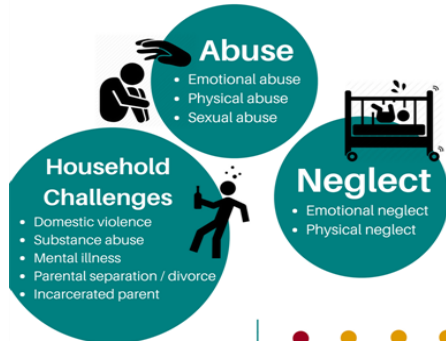 Abuse
• Emotional abuse
• Physical abuse
• Sexual abuse
Household
Challenges
• Domestic violence
• Substance abuse
• Mental illness
• Parental separation / divorce
• Incarcerated parent
Neglect
• Emotional neglect
• Physical neglect